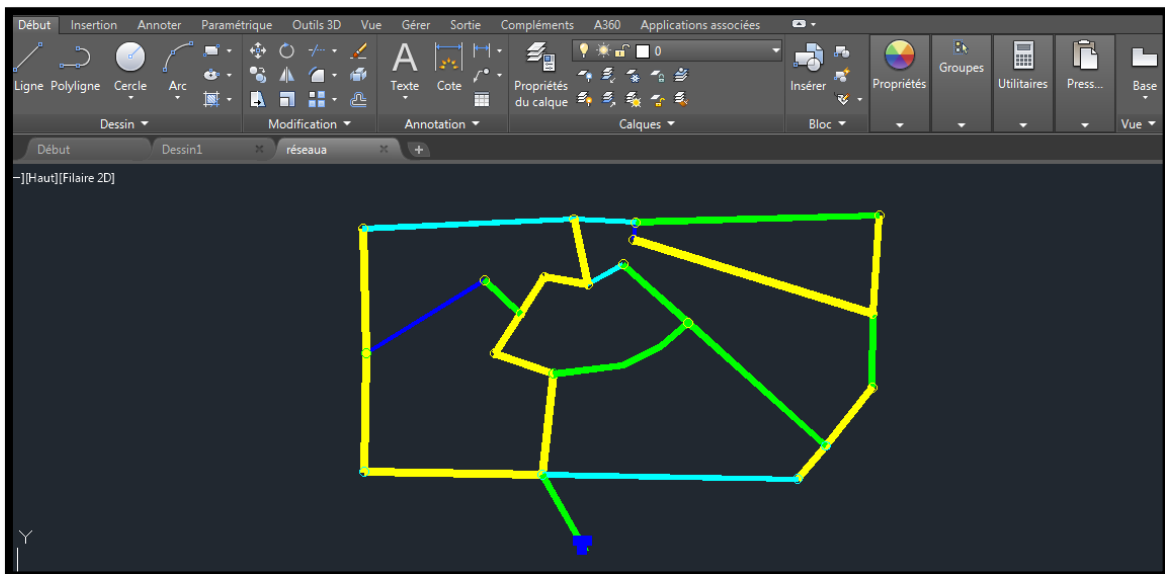 Début Insertion Annoter Paramétrique Outils 3D Vue Gérer Sortie Compléments A360 Applications associées
0
Ligne Polyligne Cercle Arc Texte Cote Propriétés du calque Insérer Propriétés Groupes Utilitaires Press... Base
Dessin Modification Annotation Calques Bloc Vue
Début Dessin1 réseaua
–][Haut][Filaire 2D]
Y